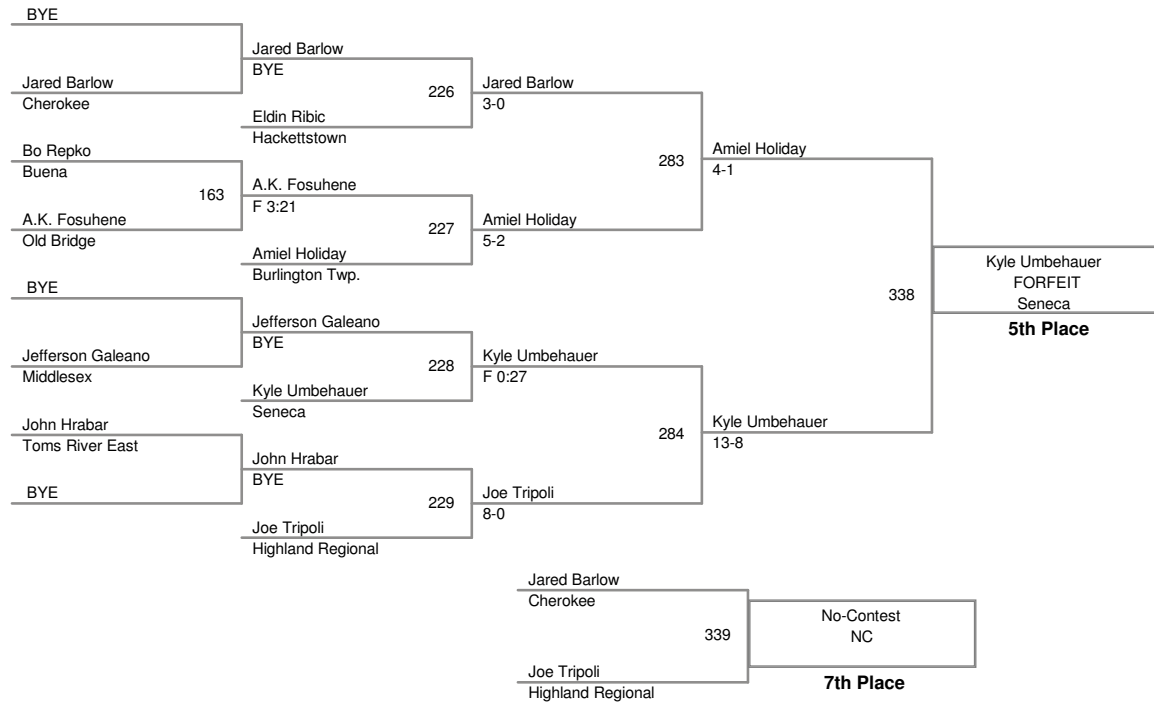 BYE
Jared Barlow
BYE
Jared Barlow
Cherokee
226
Jared Barlow
3-0
Eldin Ribic
Hackettstown
Bo Repko
Buena
283
Amiel Holiday
4-1
163
A.K. Fosuhene
F 3:21
A.K. Fosuhene
Old Bridge
227
Amiel Holiday
5-2
Amiel Holiday
Burlington Twp.
Kyle Umbehauer
FORFEIT
Seneca
5th Place
338
BYE
Jefferson Galeano
BYE
Jefferson Galeano
Middlesex
228
Kyle Umbehauer
F 0:27
Kyle Umbehauer
Seneca
John Hrabar
Toms River East
284
Kyle Umbehauer
13-8
John Hrabar
BYE
BYE
229
Joe Tripoli
8-0
Joe Tripoli
Highland Regional
Jared Barlow
Cherokee
339
No-Contest
NC
Joe Tripoli
Highland Regional
7th Place